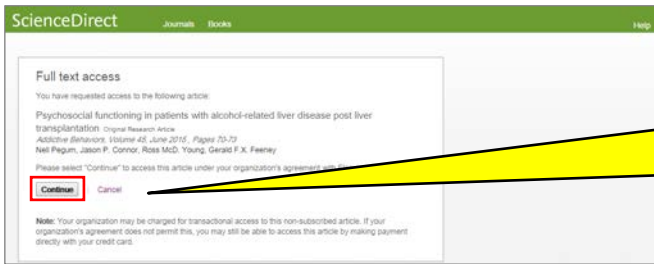 ScienceDirect
Journals Books
Help
Full text access
You have requested access to the following article:
Psychosocial functioning in patients with alcohol-related liver disease post liver
transplantation Original Research Article
Addictive Behaviors, Volume 45, June 2015, Pages 70-73
Neil Pegum, Jason P. Connor, Ross McD. Young, Gerald F.X. Feeney
Please select "Continue" to access this article under your organization's agreement with
Continue Cancel
Note: Your organization may be charged for transactional access to this non-subscribed article. If your
organization's agreement does not permit this, you may still be able to access this article by making payment
directly with your credit card.